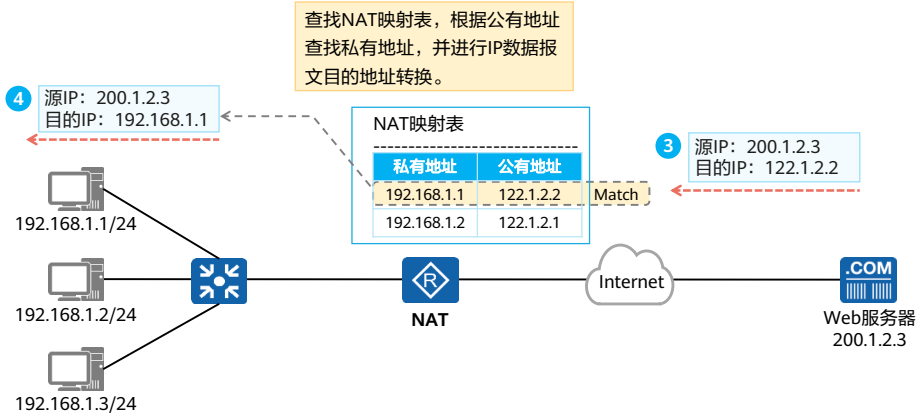 查找NAT映射表，根据公有地址
查找私有地址，并进行IP数据报
文目的地址转换。
4
源IP：200.1.2.3
目的IP：192.168.1.1
NAT映射表
私有地址 公有地址
192.168.1.1 122.1.2.2 Match
192.168.1.2 122.1.2.1
3
源IP：200.1.2.3
目的IP：122.1.2.2
192.168.1.1/24
192.168.1.2/24
192.168.1.3/24
R
NAT
Internet
.COM
Web服务器
200.1.2.3